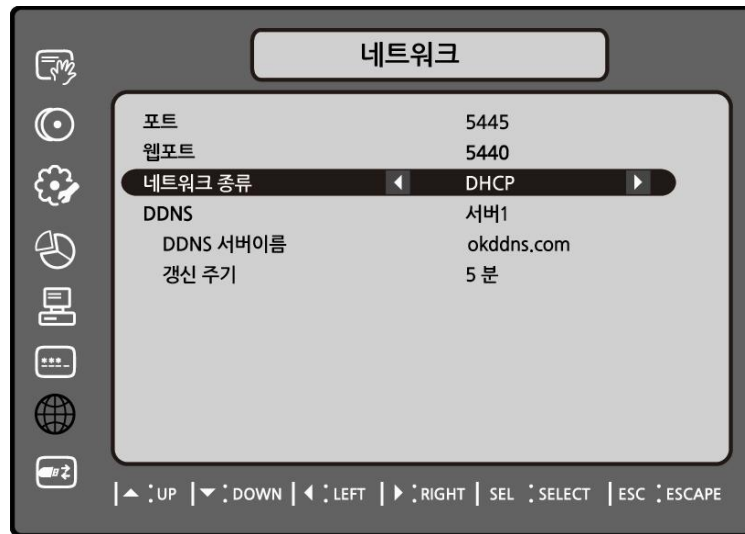 네트워크
포트 5445
웹포트 5440
네트워크 종류 DHCP
DDNS 서버1
DDNS 서버이름 okddns.com
갱신 주기 5 분
***_
▲ : UP | ▼ : DOWN | ◀ : LEFT | ▶ : RIGHT | SEL : SELECT | ESC : ESCAPE